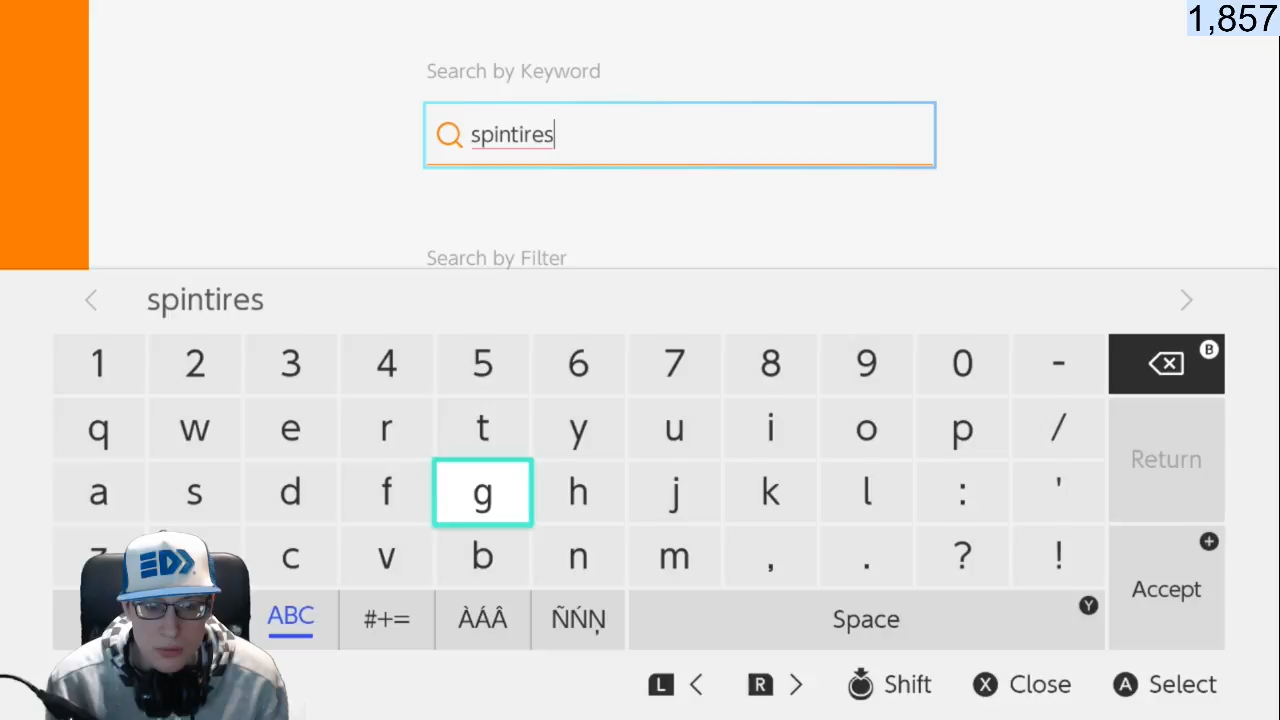 1,857
Search by Keyword
spintires
Search by Filter
spintires
1 2 3 4 5 6 7 8 9 0 - B
q w e r t y u i o p /
Return
a s d f g h j k l : '
z c v b n m , . ? ! +
Accept
ABC #+= ÀÁÂ ÑŃŅ Space Y
L < R > Shift X Close A Select
ED